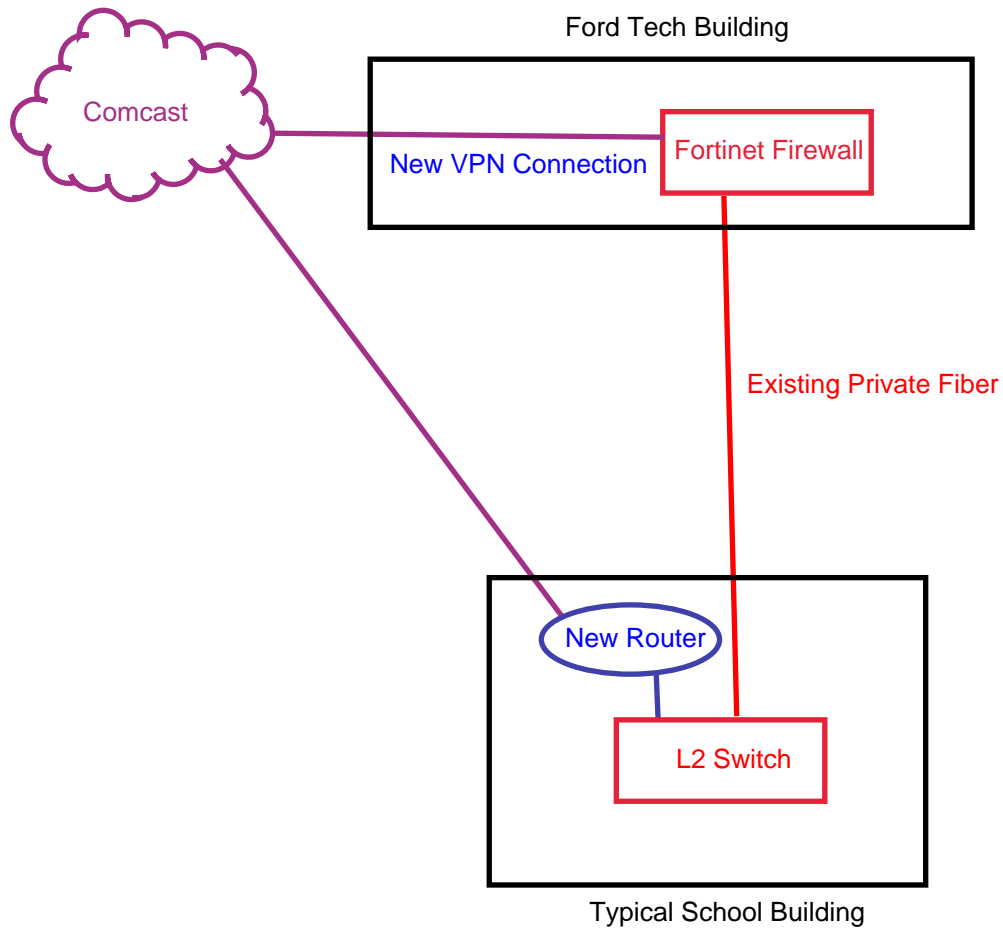 Ford Tech Building
Comcast
Fortinet Firewall
New VPN Connection
Existing Private Fiber
New Router
L2 Switch
Typical School Building